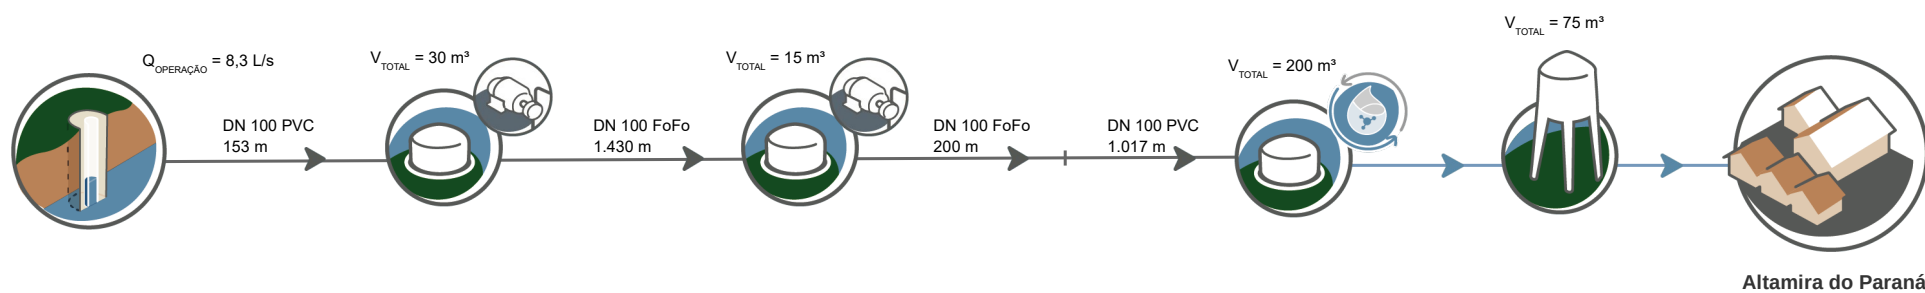 Q_OPERAÇÃO = 8,3 L/s
DN 100 PVC
153 m
V_TOTAL = 30 m³
DN 100 FoFo
1.430 m
V_TOTAL = 15 m³
DN 100 FoFo
200 m
DN 100 PVC
1.017 m
V_TOTAL = 200 m³
V_TOTAL = 75 m³
Altamira do Paraná